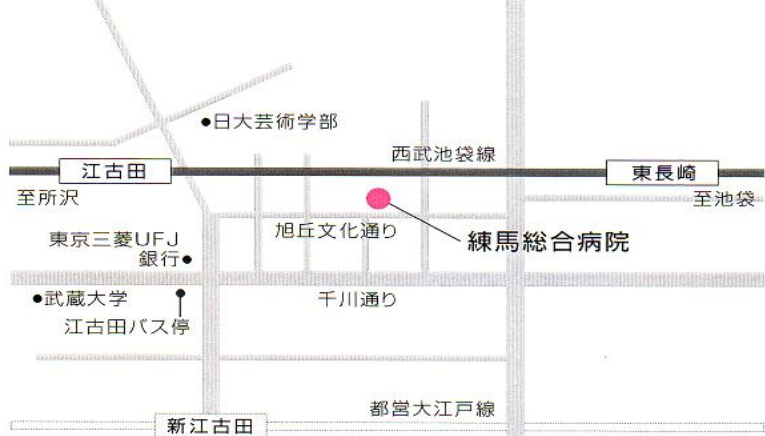 日大芸術学部
西武池袋線
江古田
東長崎
至所沢
至池袋
東京三菱UFJ
銀行
旭丘文化通り
練馬総合病院
武蔵大学
千川通り
江古田バス停
都営大江戸線
新江古田